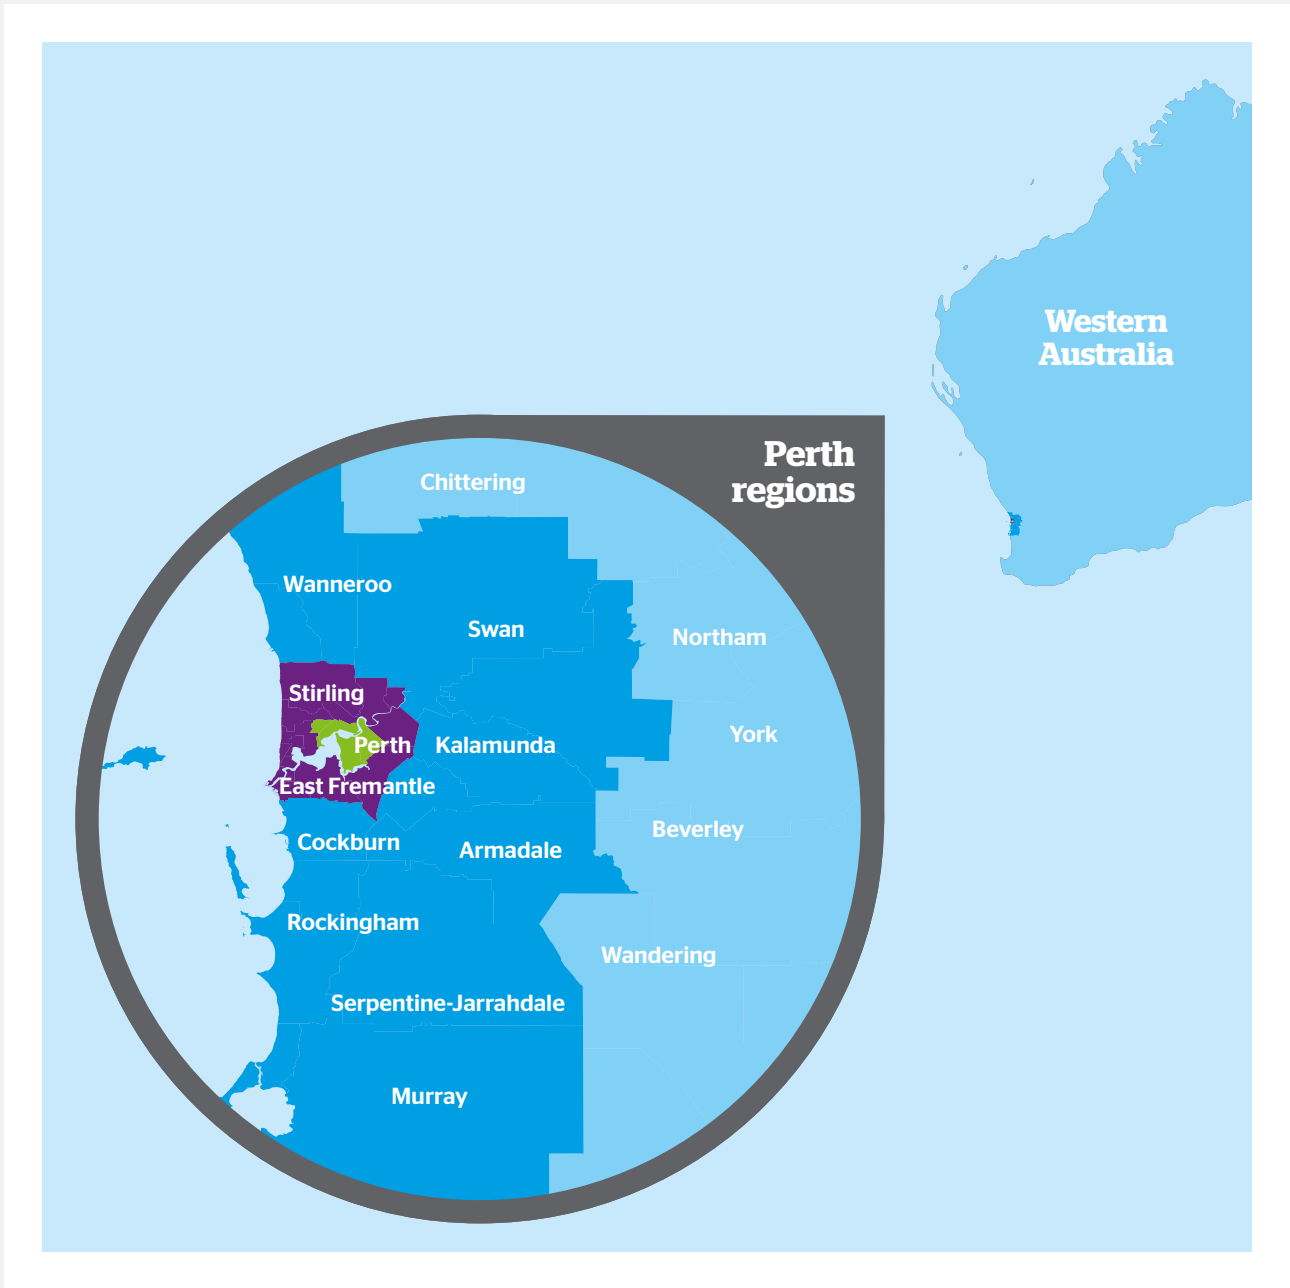 Western
Australia
Perth
regions
Chittering
Wanneroo
Swan
Northam
Stirling
York
Perth
Kalamunda
East Fremantle
Beverley
Cockburn
Armadale
Rockingham
Wandering
Serpentine-Jarrahdale
Murray